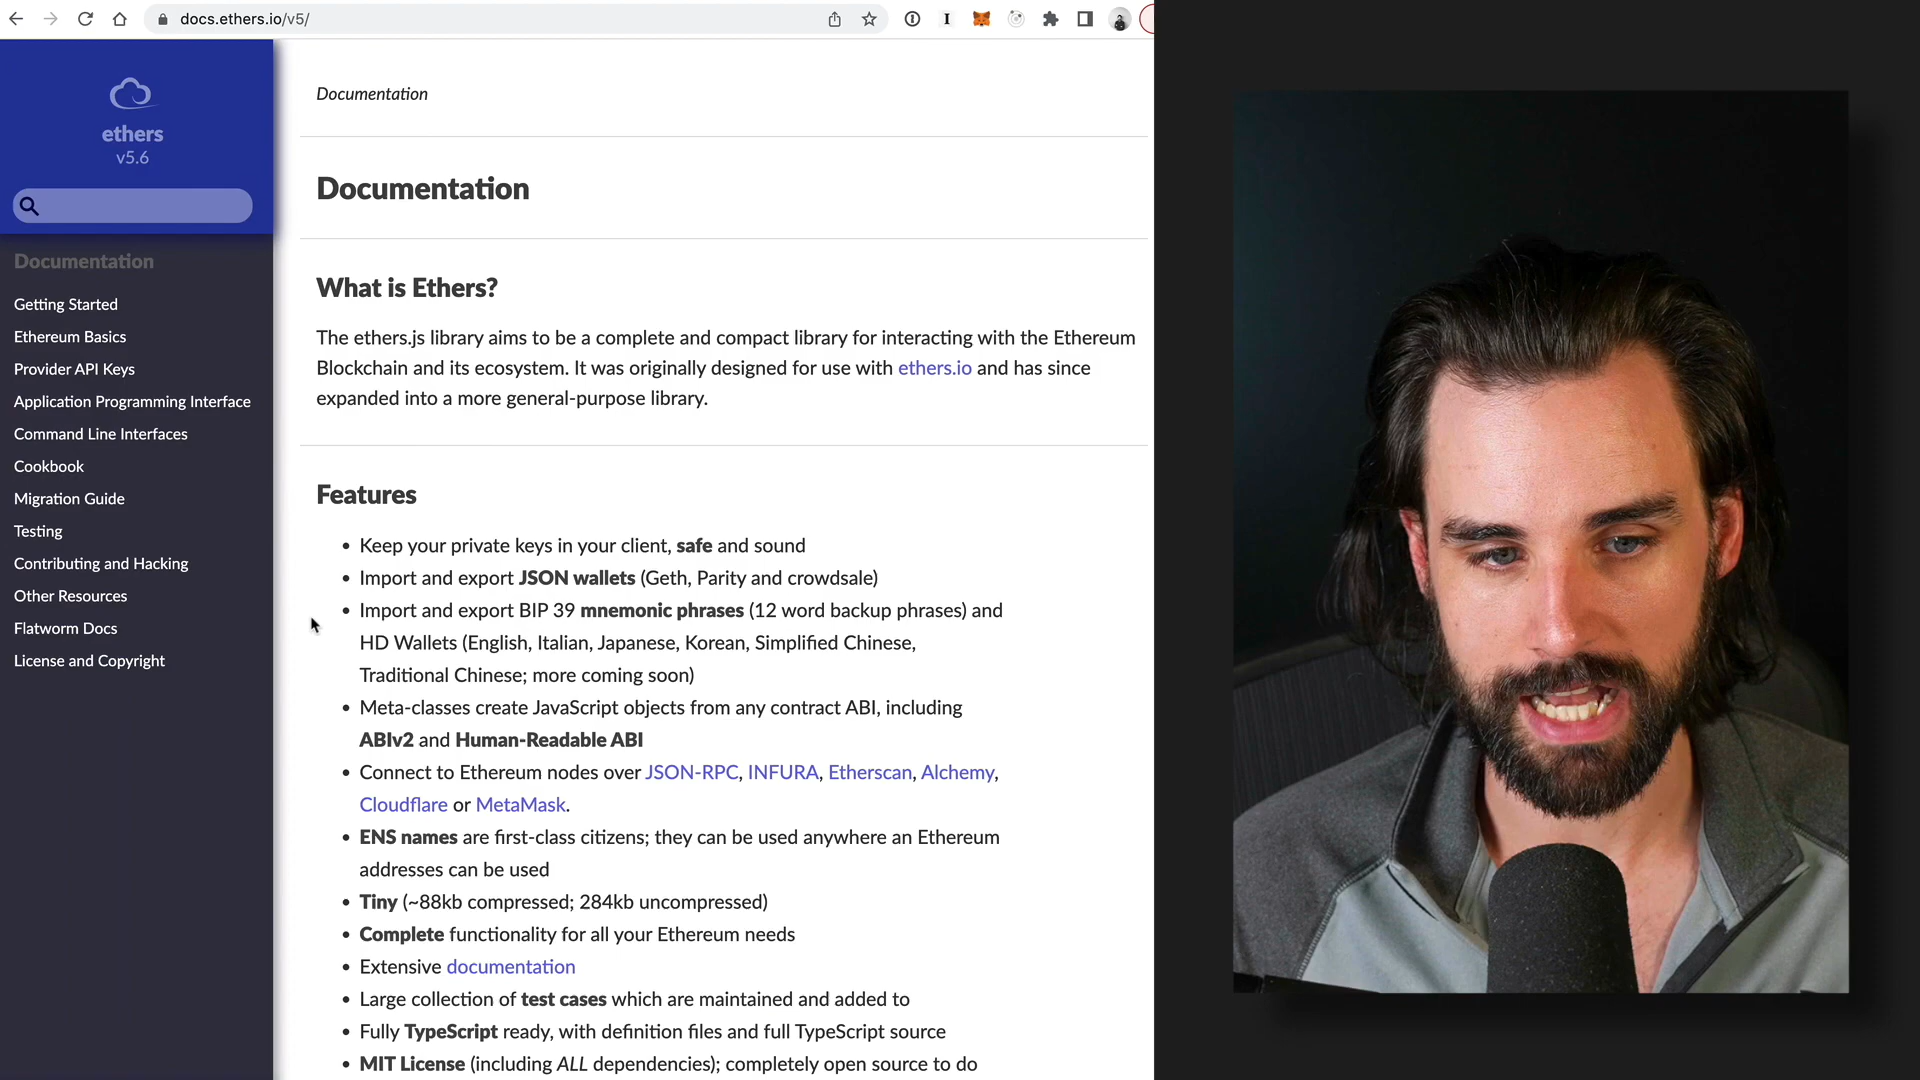 docs.ethers.io/v5/
ethers
v5.6
Documentation
Getting Started
Ethereum Basics
Provider API Keys
Application Programming Interface
Command Line Interfaces
Cookbook
Migration Guide
Testing
Contributing and Hacking
Other Resources
Flatworm Docs
License and Copyright
Documentation
Documentation
What is Ethers?
The ethers.js library aims to be a complete and compact library for interacting with the Ethereum
Blockchain and its ecosystem. It was originally designed for use with ethers.io and has since
expanded into a more general-purpose library.
Features
• Keep your private keys in your client, safe and sound
• Import and export JSON wallets (Geth, Parity and crowdsale)
• Import and export BIP 39 mnemonic phrases (12 word backup phrases) and
HD Wallets (English, Italian, Japanese, Korean, Simplified Chinese,
Traditional Chinese; more coming soon)
• Meta-classes create JavaScript objects from any contract ABI, including
ABIv2 and Human-Readable ABI
• Connect to Ethereum nodes over JSON-RPC, INFURA, Etherscan, Alchemy,
Cloudflare or MetaMask.
• ENS names are first-class citizens; they can be used anywhere an Ethereum
addresses can be used
• Tiny (~88kb compressed; 284kb uncompressed)
• Complete functionality for all your Ethereum needs
• Extensive documentation
• Large collection of test cases which are maintained and added to
• Fully TypeScript ready, with definition files and full TypeScript source
• MIT License (including ALL dependencies); completely open source to do